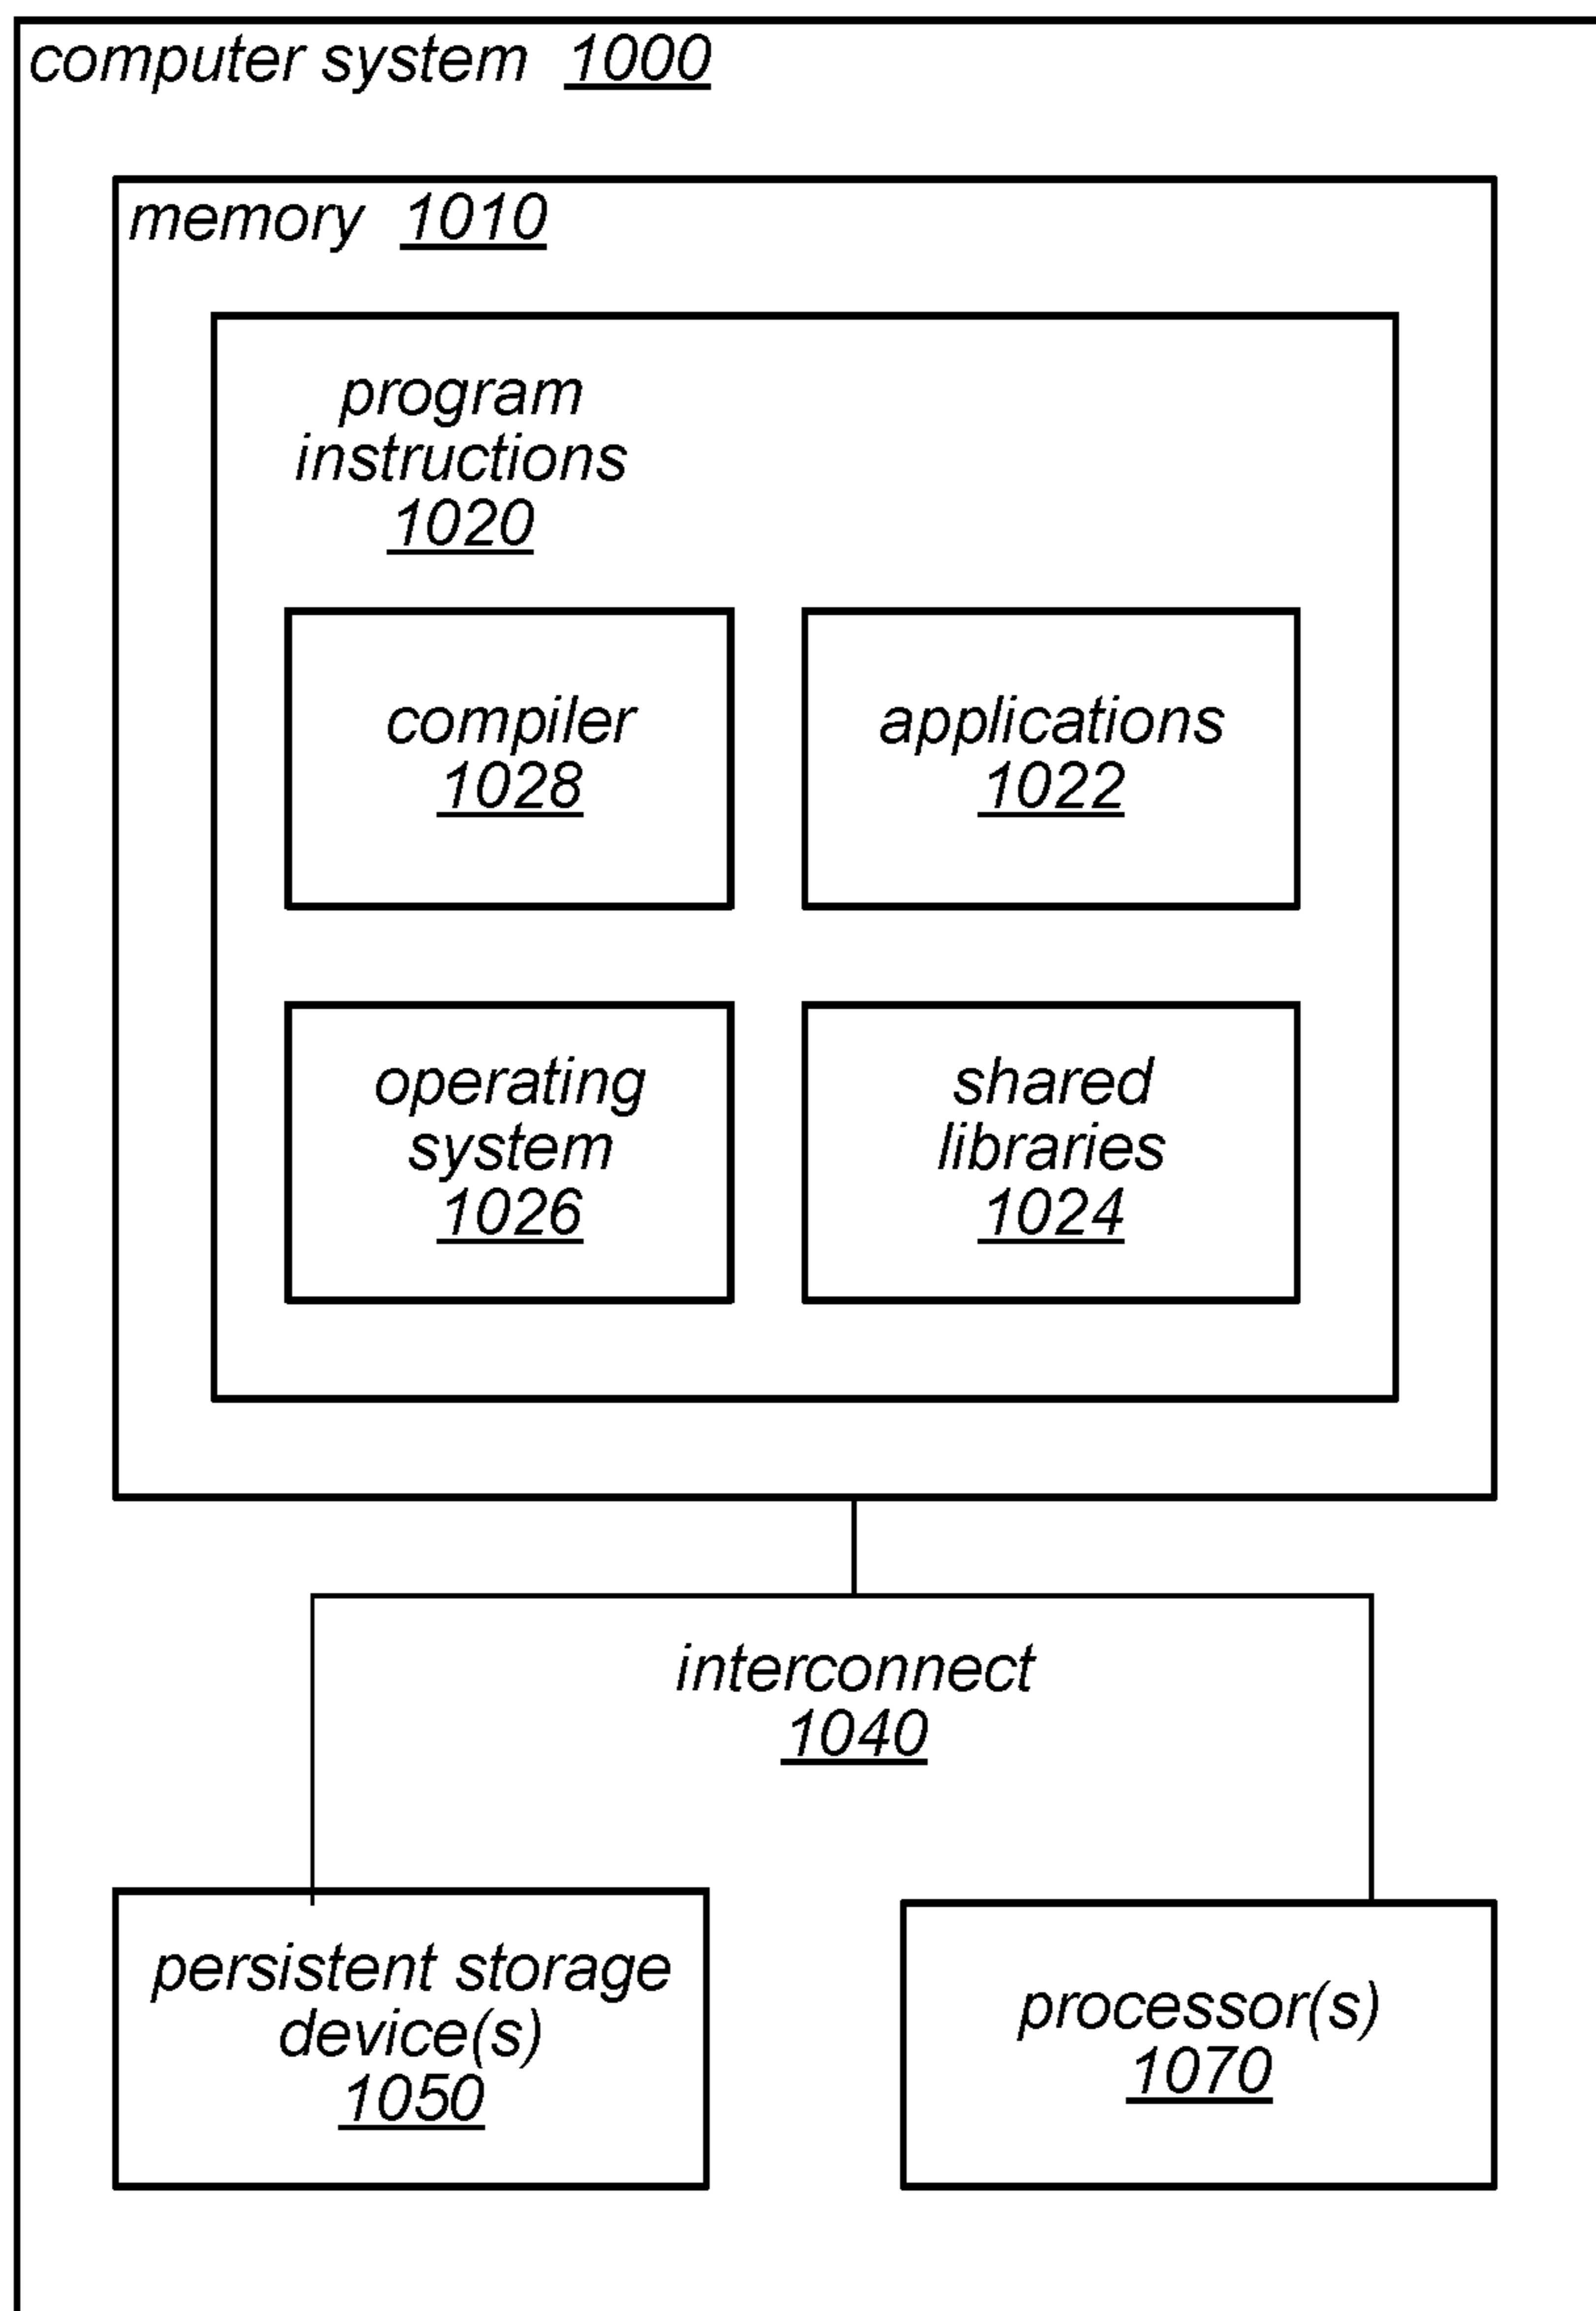 computer system 1000
memory 1010
program
instructions
1020
compiler
1028
applications
1022
operating
system
1026
shared
libraries
1024
interconnect
1040
persistent storage
device(s)
1050
processor(s)
1070